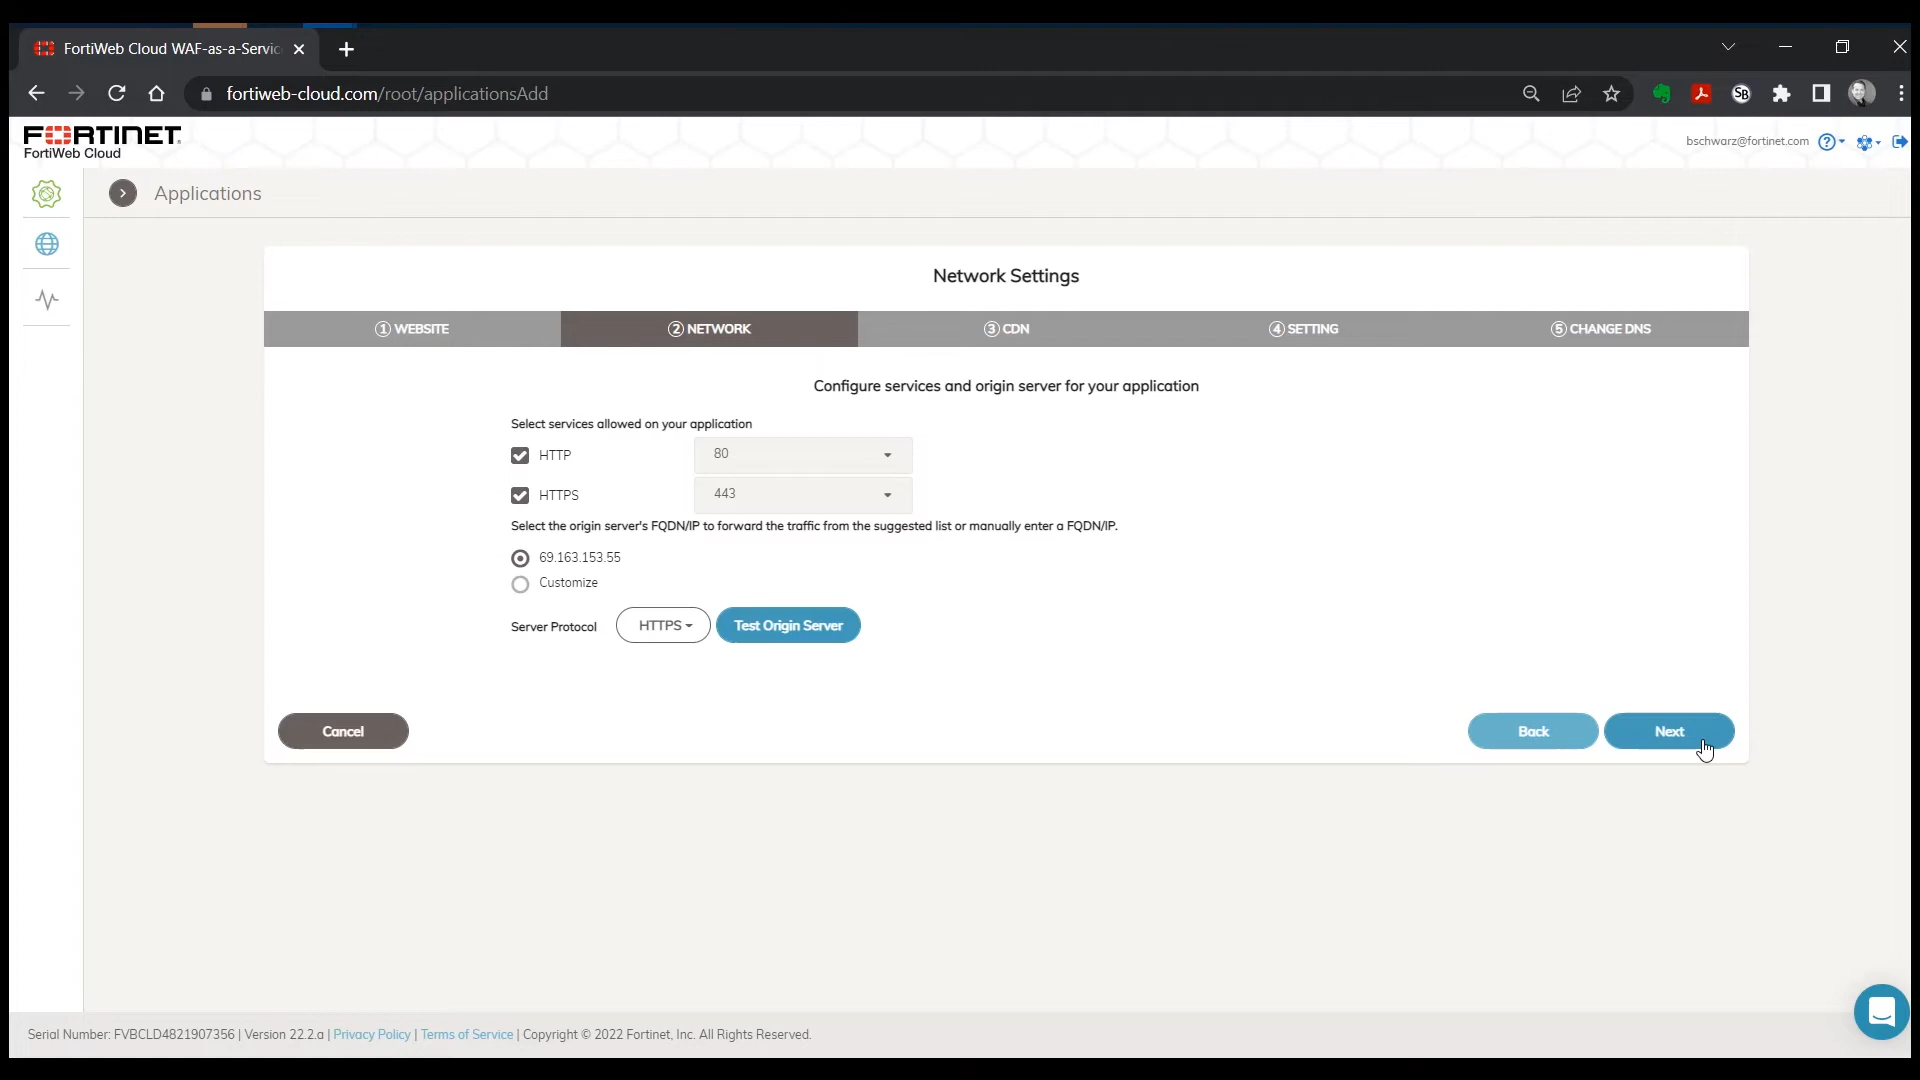 FortiWeb Cloud WAF-as-a-Servic
fortiweb-cloud.com/root/applicationsAdd
SB
FORTINET
FortiWeb Cloud
bschwarz@fortinet.com
Applications
Network Settings
1 WEBSITE
2 NETWORK
3 CDN
4 SETTING
5 CHANGE DNS
Configure services and origin server for your application
Select services allowed on your application
HTTP 80
HTTPS 443
Select the origin server's FQDN/IP to forward the traffic from the suggested list or manually enter a FQDN/IP.
69.163.153.55
Customize
Server Protocol HTTPS Test Origin Server
Cancel Back Next
Serial Number: FVBCLD4821907356 | Version 22.2.a | Privacy Policy | Terms of Service | Copyright © 2022 Fortinet, Inc. All Rights Reserved.